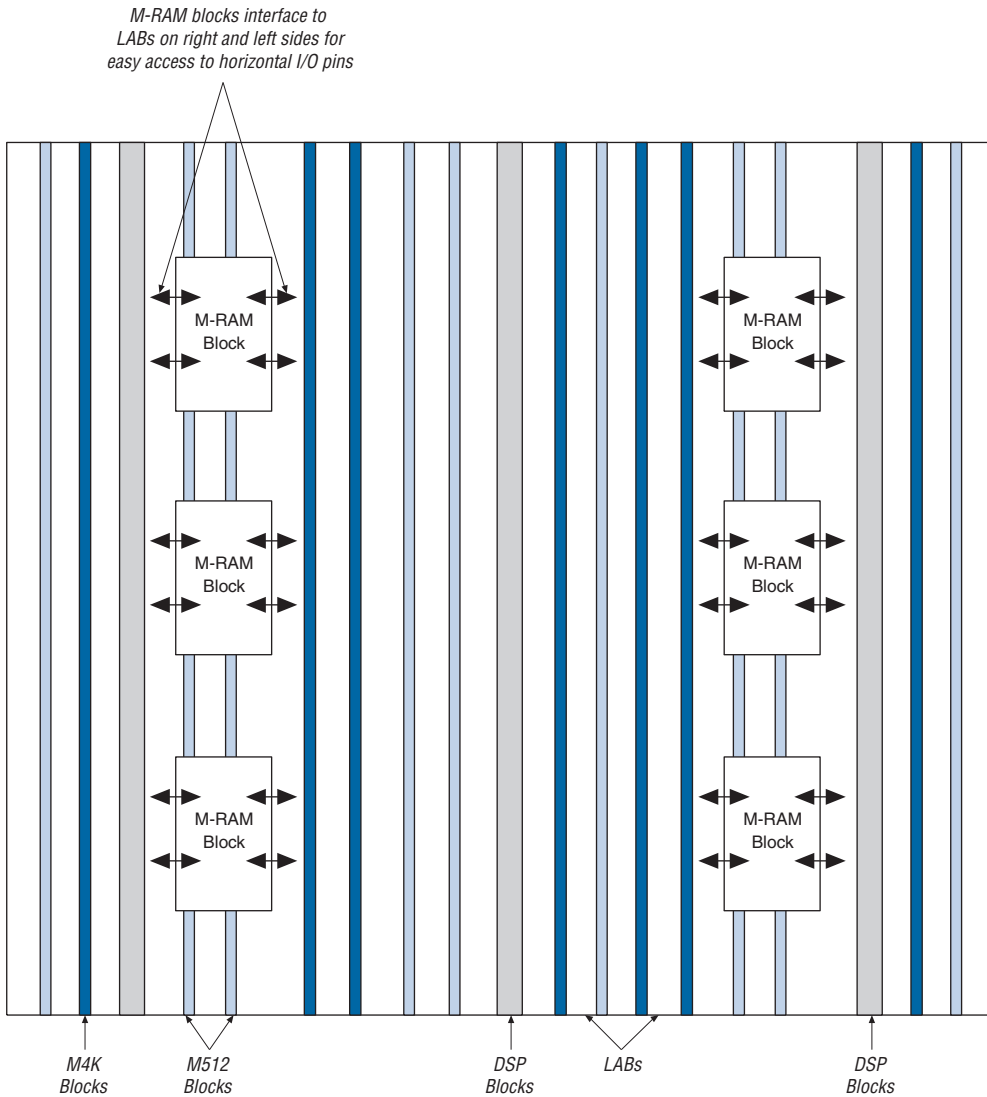 M-RAM blocks interface to
LABs on right and left sides for
easy access to horizontal I/O pins
M-RAM
Block
M-RAM
Block
M-RAM
Block
M-RAM
Block
M-RAM
Block
M-RAM
Block
M4K
Blocks
M512
Blocks
DSP
Blocks
LABs
DSP
Blocks